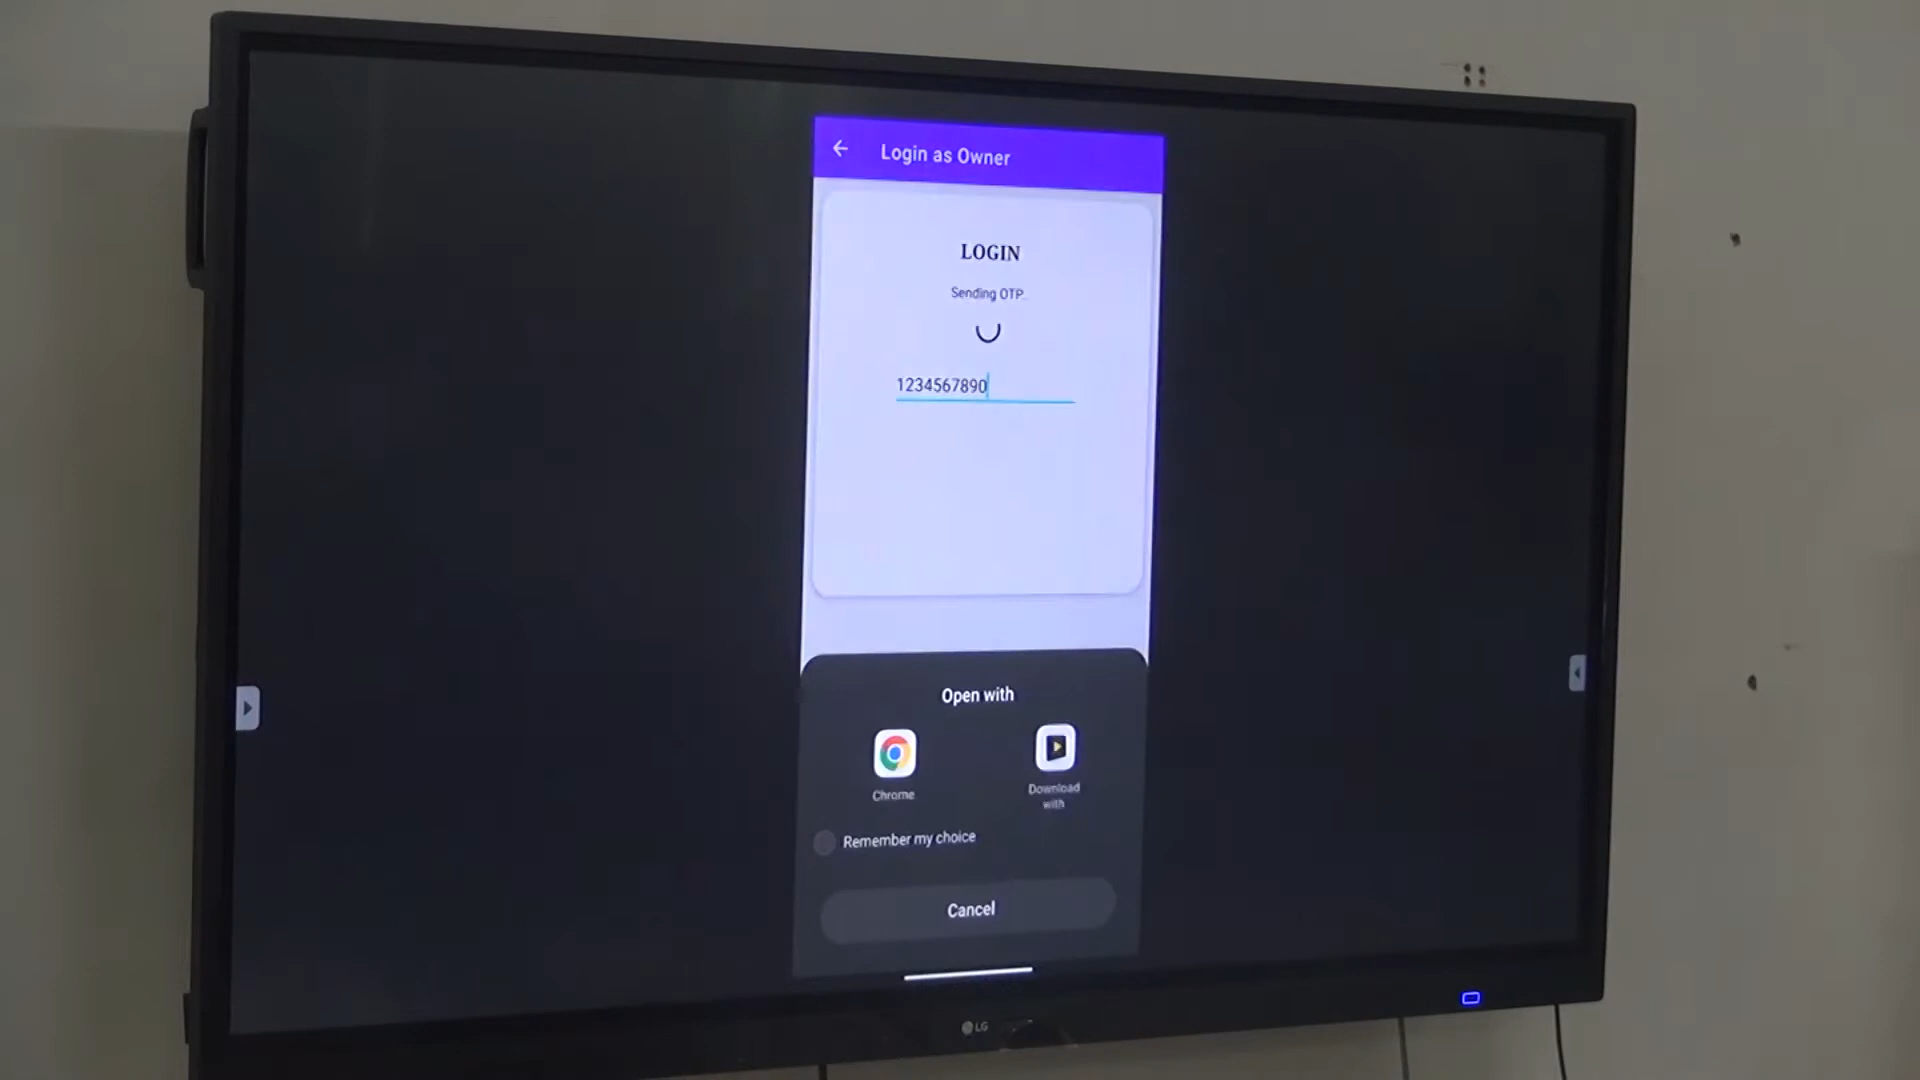 Login as Owner
LOGIN
Sending OTP..
1234567890
Open with
Chrome
Download
with
Remember my choice
Cancel
LG